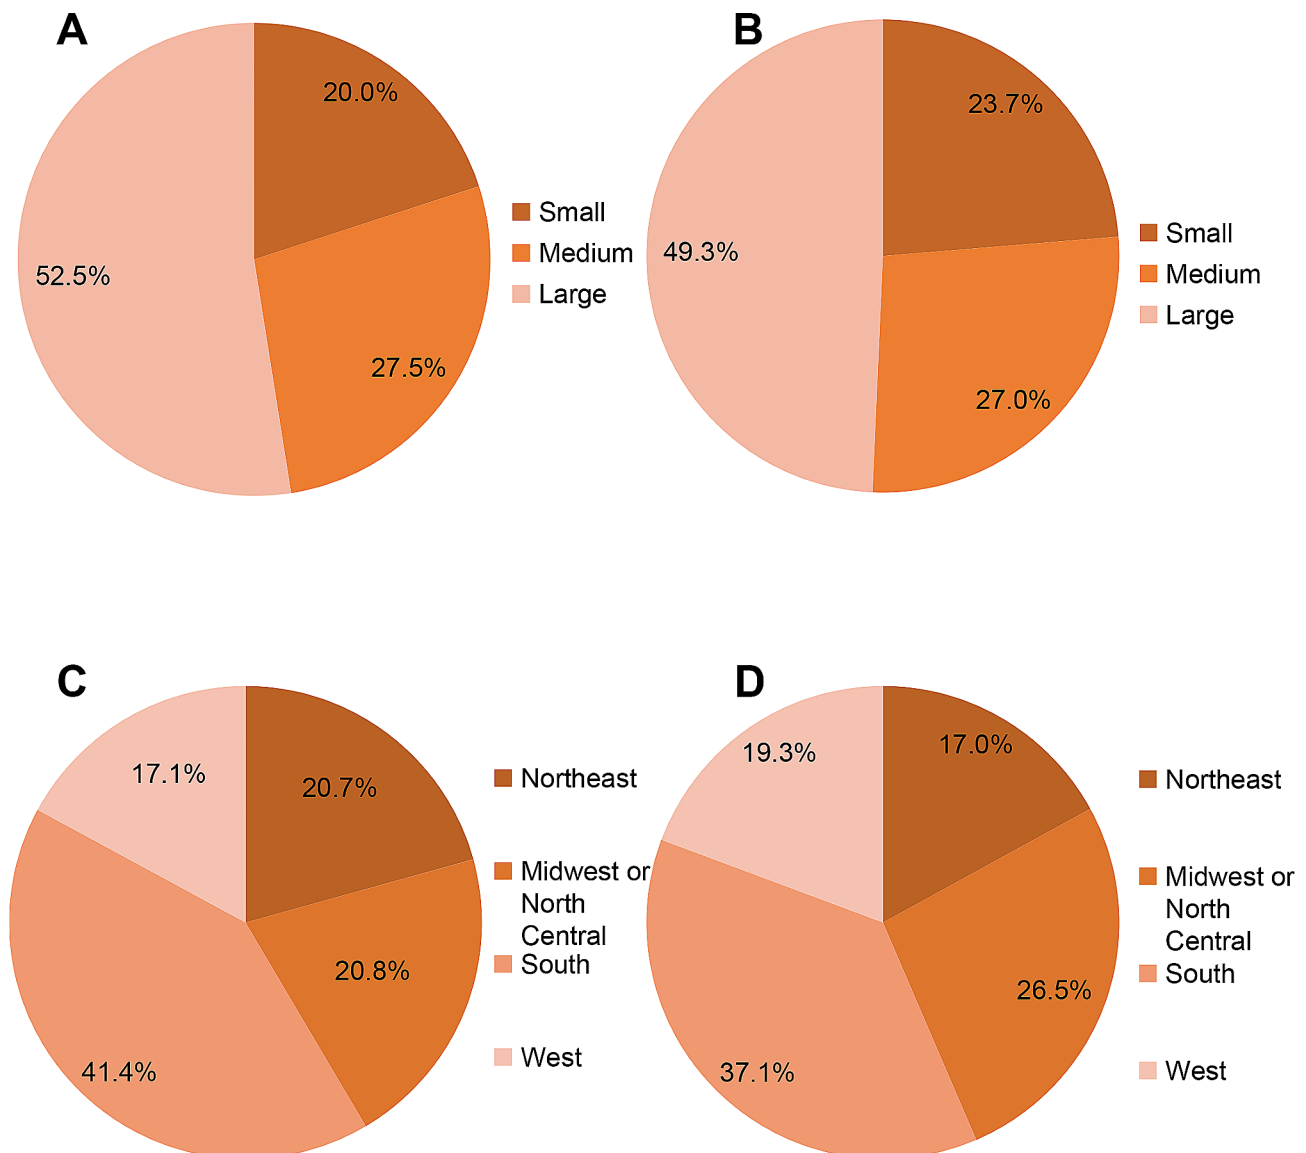 A
20.0%
27.5%
52.5%
Small
Medium
Large
B
23.7%
27.0%
49.3%
Small
Medium
Large
C
20.7%
20.8%
41.4%
17.1%
Northeast
Midwest or
North
Central
South
West
D
17.0%
26.5%
37.1%
19.3%
Northeast
Midwest or
North
Central
South
West